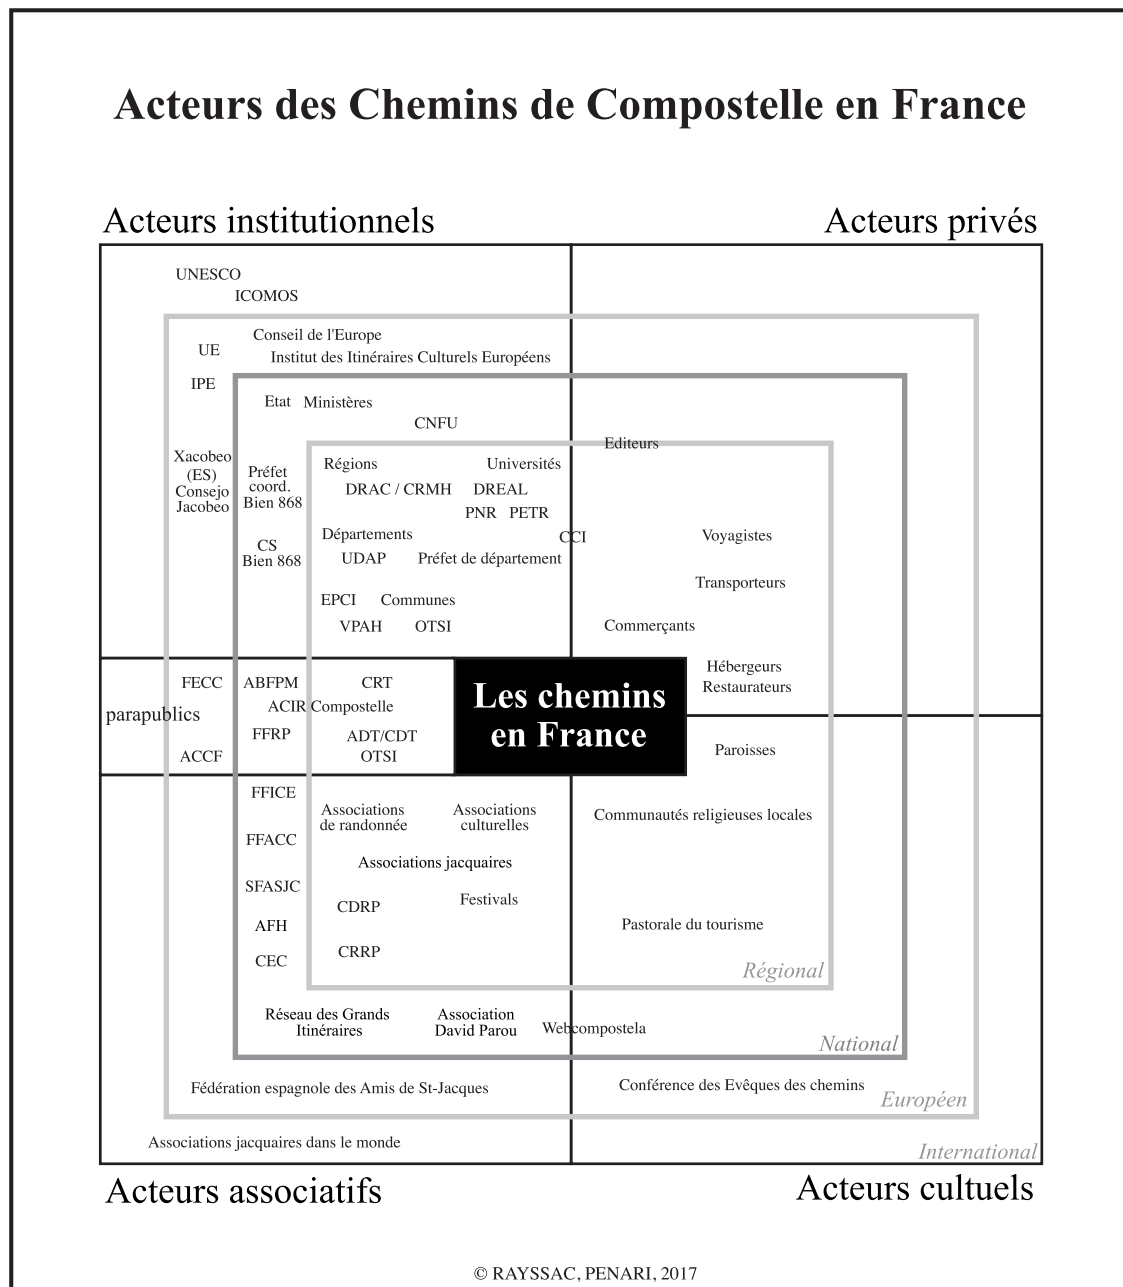 Acteurs des Chemins de Compostelle en France
Acteurs institutionnels
Acteurs privés
UNESCO
ICOMOS
Conseil de l'Europe
UE
Institut des Itinéraires Culturels Européens
IPE
Etat Ministères
CNFU
Editeurs
Xacobeo
(ES)
Consejo
Jacobeo
Préfet
coord.
Bien 868
CS
Bien 868
Régions
Universités
DRAC / CRMH
DREAL
PNR PETR
Départements
CCI
UDAP
Préfet de département
EPCI
Communes
VPAH
OTSI
Voyagistes
Transporteurs
Commerçants
Hébergeurs
Restaurateurs
FECC
ABFPM
CRT
parapublics
ACIR Compostelle
FFRP
ADT/CDT
OTSI
ACCF
Les chemins
en France
Paroisses
FFICE
FFACC
SFASJC
AFH
CEC
Associations
de randonnée
Associations
culturelles
Associations jacquaires
CDRP
Festivals
CRRP
Communautés religieuses locales
Pastorale du tourisme
Régional
Réseau des Grands
Itinéraires
Association
David Parou
Webcompostela
National
Fédération espagnole des Amis de St-Jacques
Conférence des Evêques des chemins
Européen
Associations jacquaires dans le monde
International
Acteurs associatifs
Acteurs cultuels
© RAYSSAC, PENARI, 2017